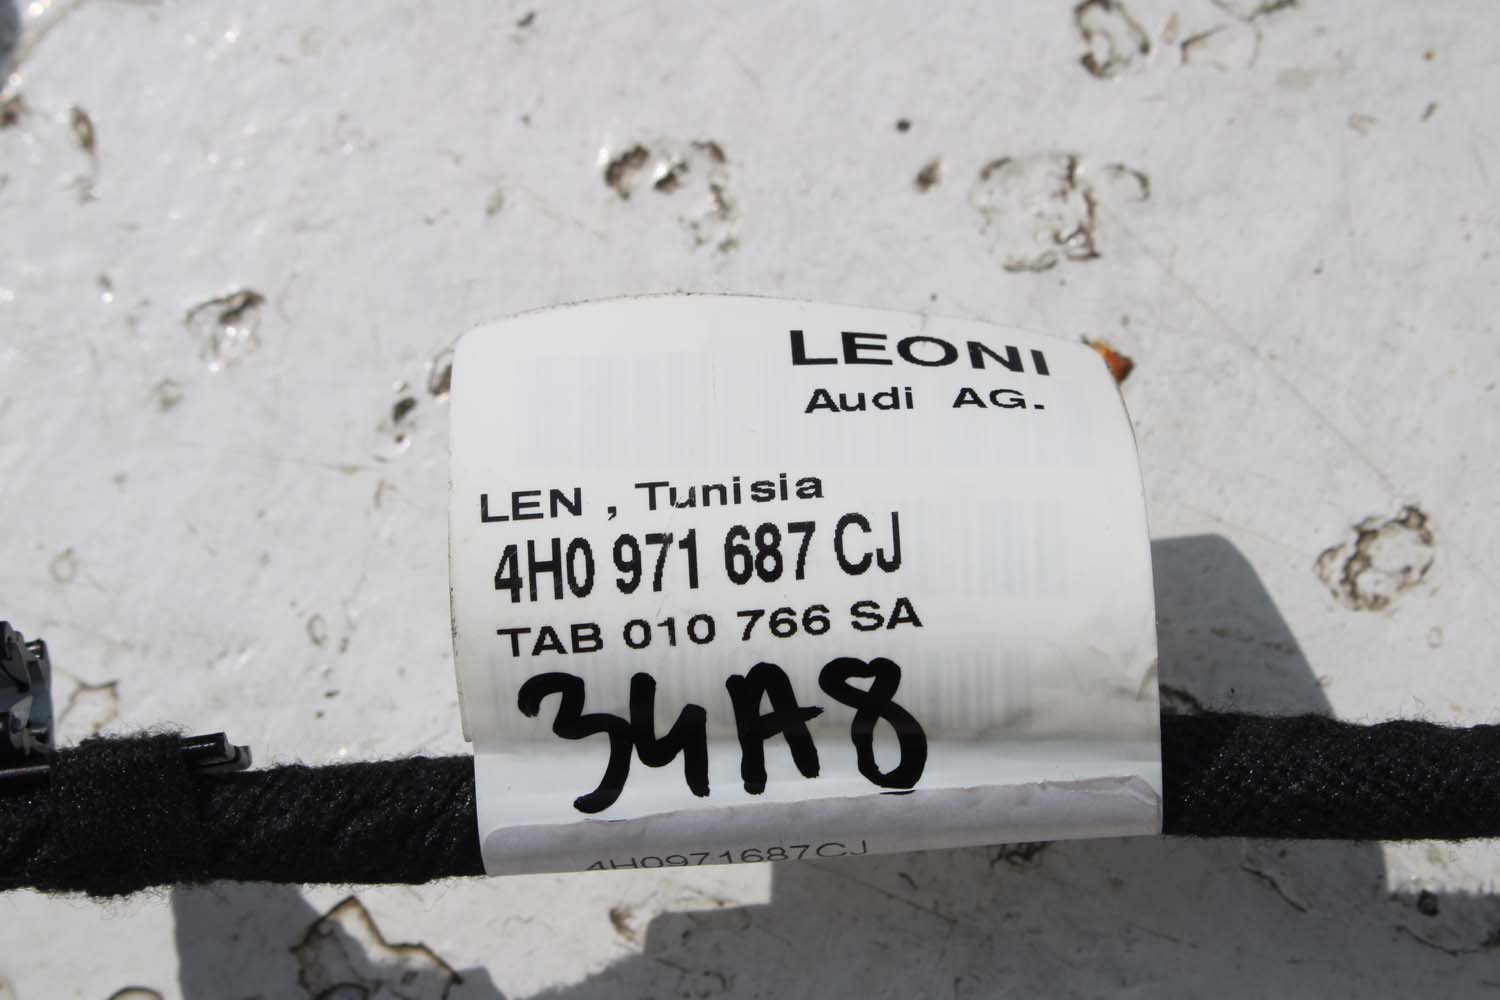 LEONI
Audi AG.
LEN , Tunisia
4H0 971 687 CJ
TAB 010 766 SA
34A8
4H0971687CJ